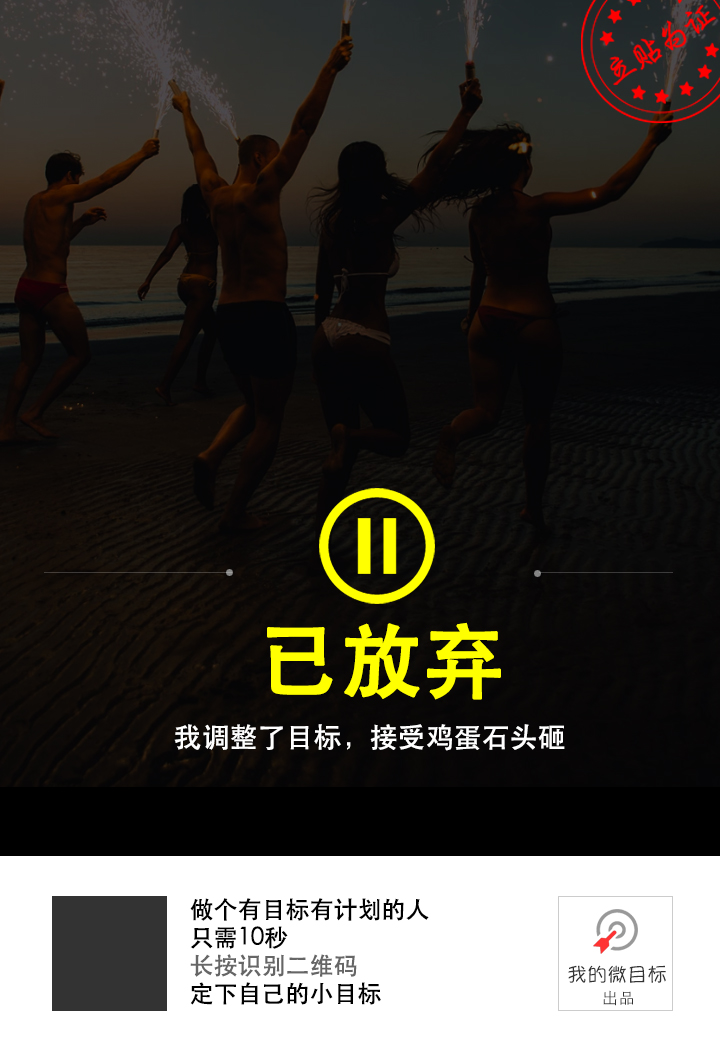 立贴为证
已放弃
我调整了目标，接受鸡蛋石头砸
做个有目标有计划的人
只需10秒
长按识别二维码
定下自己的小目标
我的微目标
出品